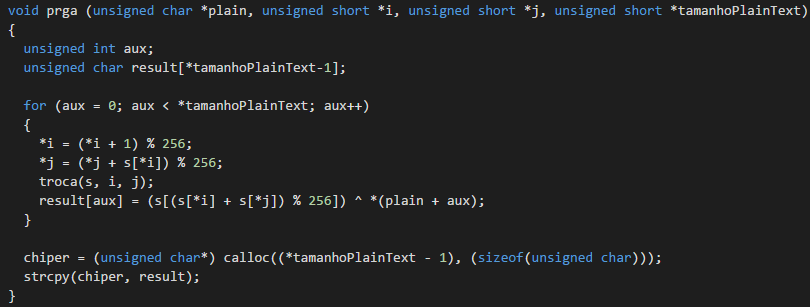 void prga (unsigned char *plain, unsigned short *i, unsigned short *j, unsigned short *tamanhoPlainText)
{
  unsigned int aux;
  unsigned char result[*tamanhoPlainText-1];

  for (aux = 0; aux < *tamanhoPlainText; aux++)
  {
    *i = (*i + 1) % 256;
    *j = (*j + s[*i]) % 256;
    troca(s, i, j);
    result[aux] = (s[(s[*i] + s[*j]) % 256]) ^ *(plain + aux);
  }

  chiper = (unsigned char*) calloc((*tamanhoPlainText - 1), (sizeof(unsigned char)));
  strcpy(chiper, result);
}